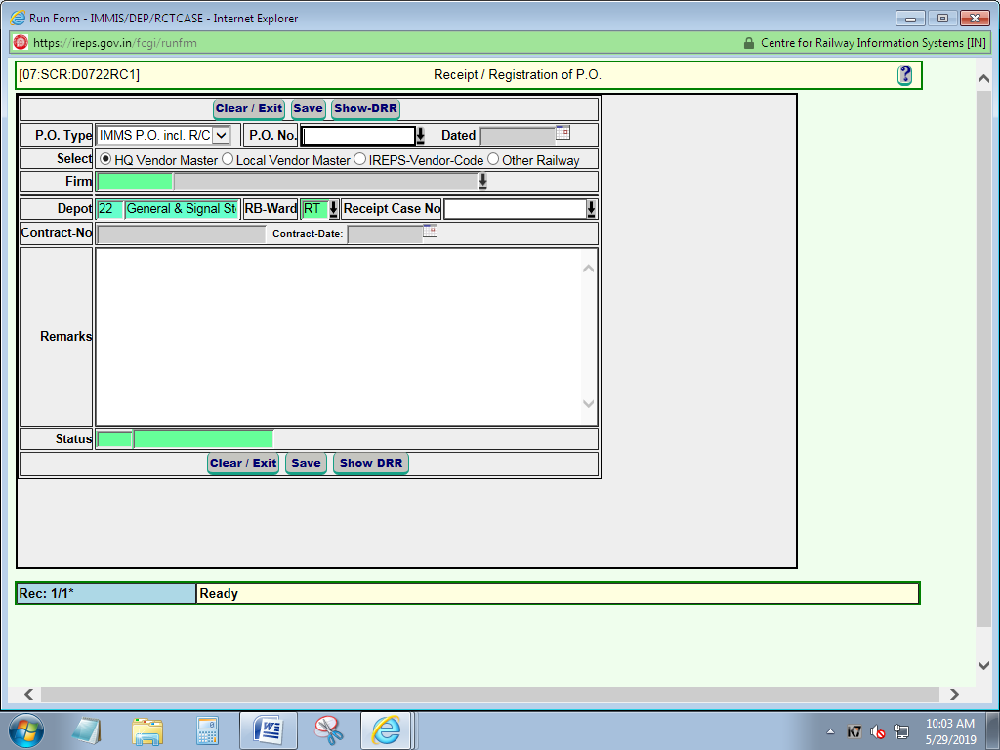 Run Form - IMMIS/DEP/RCTCASE - Internet Explorer
https://ireps.gov.in/fcgi/runfrm Centre for Railway Information Systems [IN]
[07:SCR:D0722RC1] Receipt / Registration of P.O. ?
Clear / Exit Save Show-DRR
P.O. Type IMMS P.O. incl. R/C P.O. No. Dated
Select HQ Vendor Master Local Vendor Master IREPS-Vendor-Code Other Railway
Firm
Depot 22 General & Signal St RB-Ward RT Receipt Case No
Contract-No Contract-Date:
Remarks
Status
Clear / Exit Save Show DRR
Rec: 1/1* Ready
10:03 AM
5/29/2019